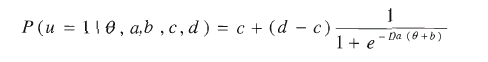 P(u = 1 \ θ, a,b ,c, d) = c + (d − c) 1 / (1 + e^{−Da(θ+b)})